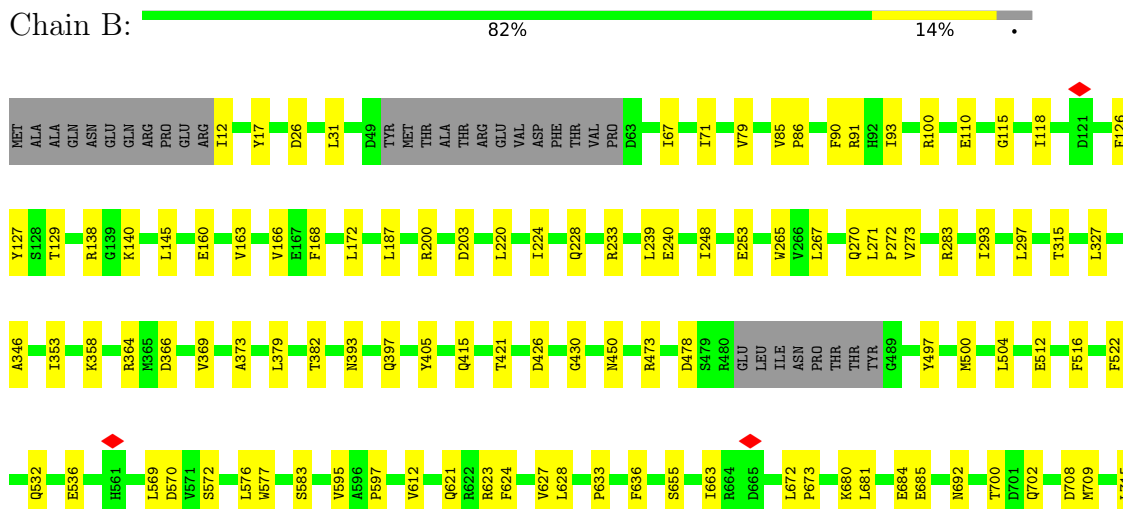 Chain B:
82% 14% •
MET ALA ALA GLN ASN GLU GLN ARG PRO GLU ARG I12 Y17 D26 L31 D49 TYR MET THR ALA THR ARG GLU VAL ASP PHE THR VAL PRO D63 I67 I71 V79 V85 P86 F90 R91 H92 I93 R100 E110 G115 I118 D121 F126
Y127 S128 T129 R138 G139 K140 L145 E160 V163 V166 E167 F168 L172 L187 R200 D203 L220 I224 Q228 R233 L239 E240 I248 E253 W265 V266 L267 Q270 L271 P272 V273 R283 I293 L297 T315 L327
A346 I353 K358 R364 M365 D366 V369 A373 L379 T382 N393 Q397 Y405 Q415 T421 D426 G430 N450 R473 D478 S479 R480 GLU LEU ILE ASN PRO THR THR TYR G489 Y497 M500 L504 E512 F516 F522
Q532 E536 H561 L569 D570 V571 S572 L576 W577 S583 V595 A596 P597 V612 Q621 R622 R623 F624 V627 L628 P633 F636 S655 I663 R664 D665 L672 P673 K680 L681 E684 E685 N692 T700 D701 Q702 D708 M709